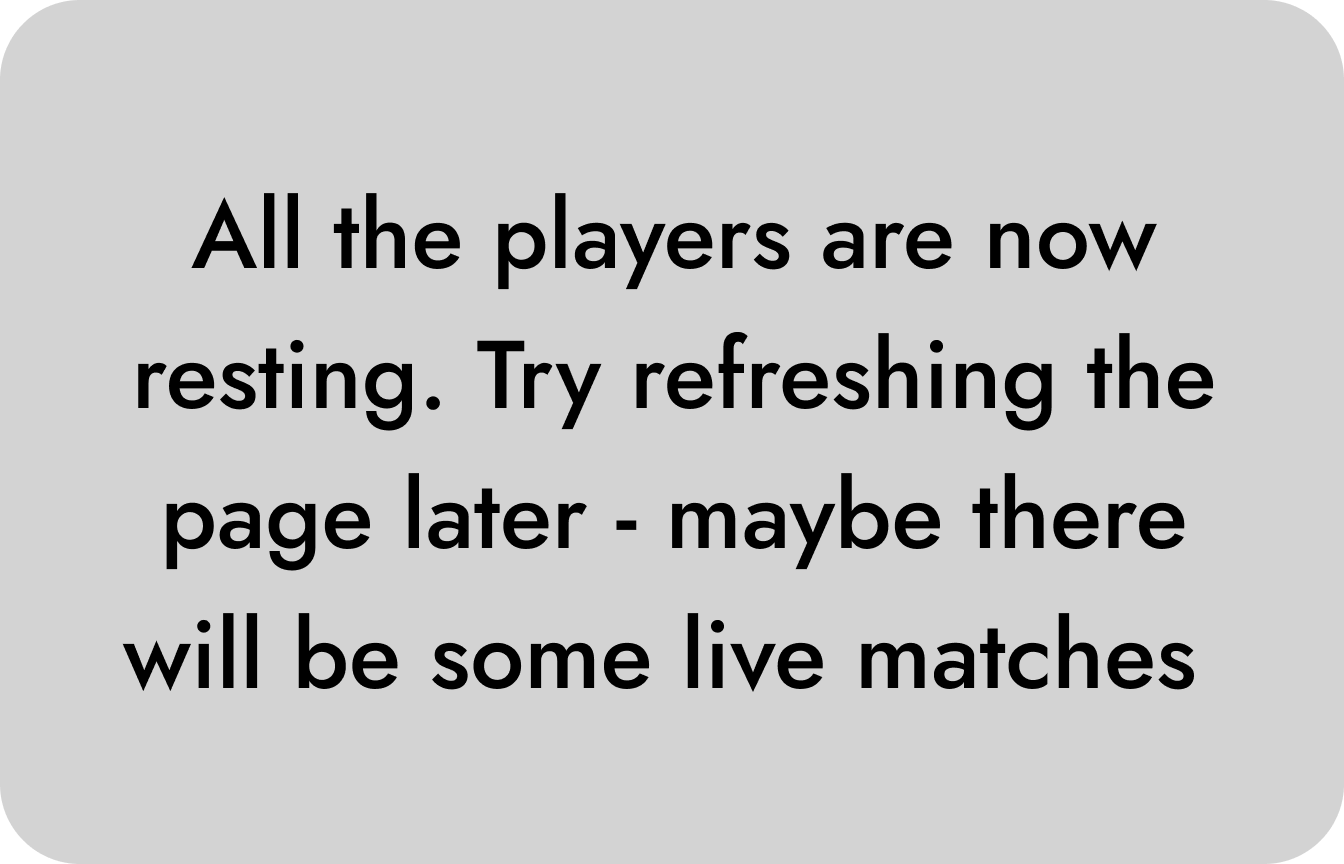 All the players are now
resting. Try refreshing the
page later - maybe there
will be some live matches